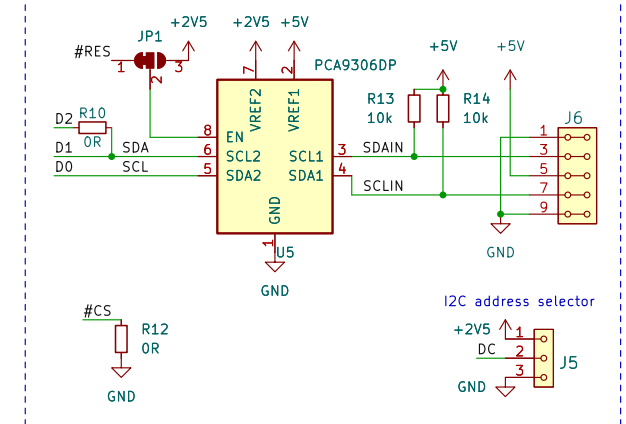 +2V5 +2V5 +5V
JP1
#RES 1 3 2
7 2 PCA9306DP +5V +5V
VREF2 VREF1
R13 10k R14 10k
J6
D2 R10 0R
8 EN
D1 SDA 6 SCL2 SCL1 3 SDAIN
D0 SCL 5 SDA2 SDA1 4 SCLIN
1
3
5
7
9
GND
1 U5
GND
GND
#CS
R12
0R
GND
I2C address selector
+2V5 1
DC 2
3
GND
J5